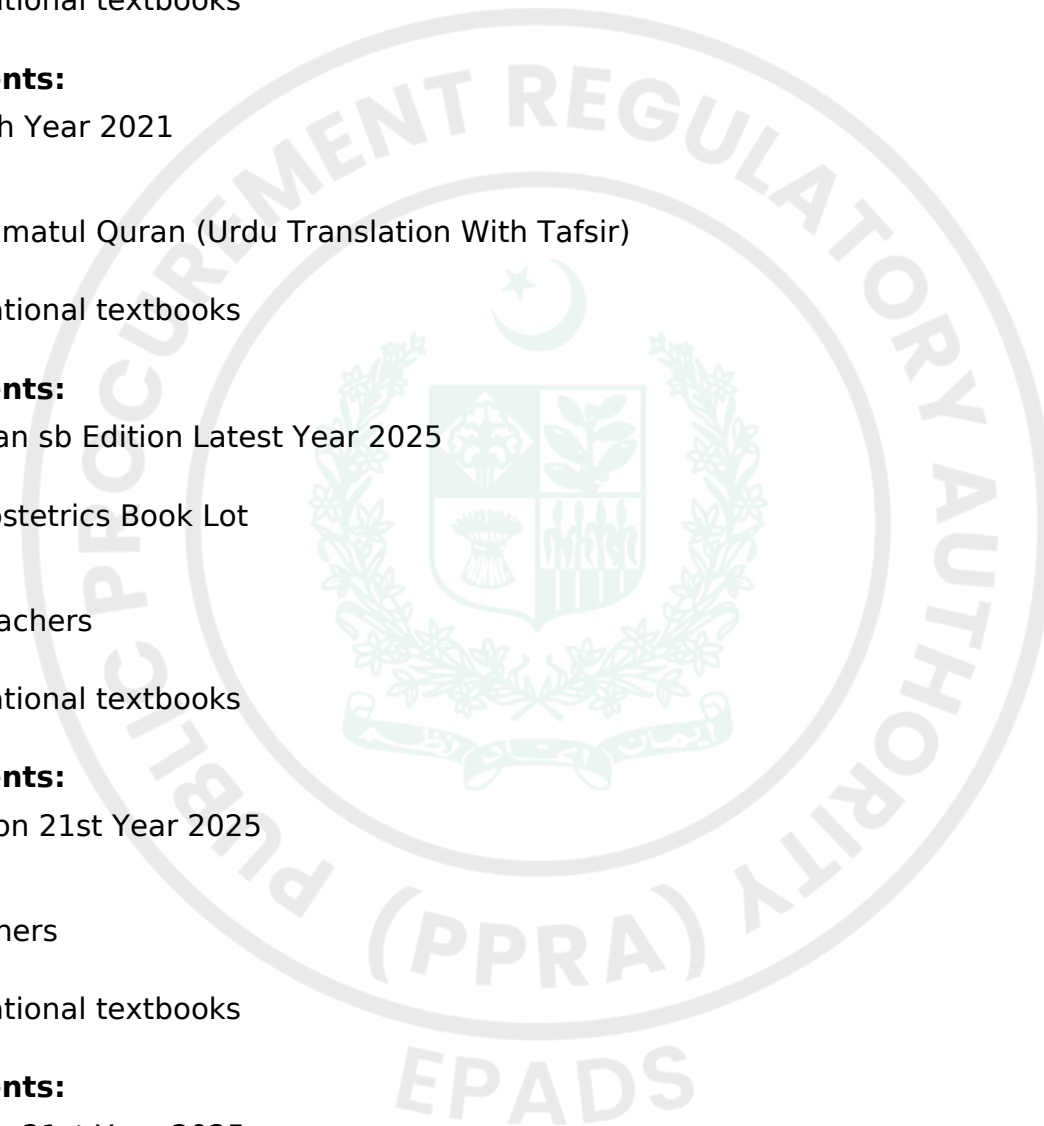 ational textbooks
nts:
h Year 2021
matul Quran (Urdu Translation With Tafsir)
ational textbooks
nts:
an sb Edition Latest Year 2025
ostetrics Book Lot
achers
ational textbooks
nts:
on 21st Year 2025
hers
ational textbooks
nts:
PUBLIC PROCUREMENT REGULATORY AUTHORITY
(PPRA)
EPADS